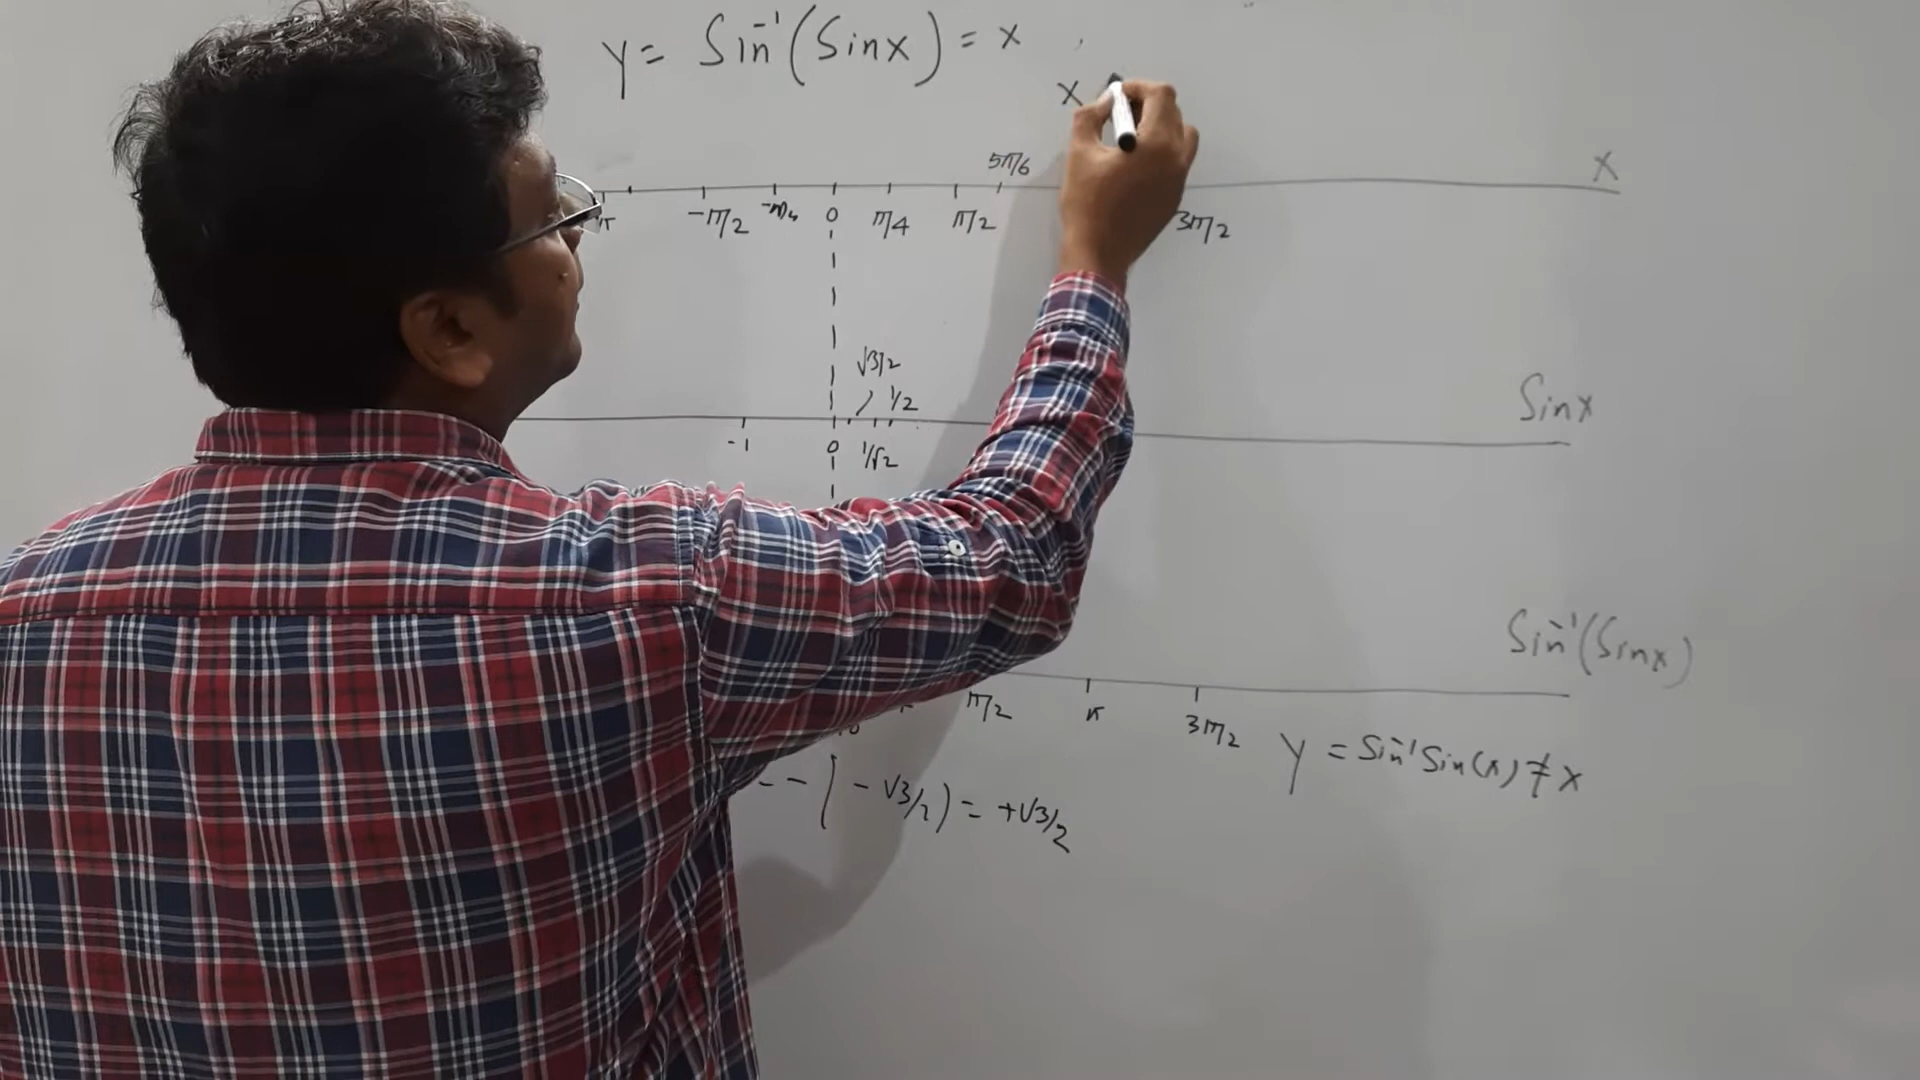 y = Sin⁻¹(Sinx) = x ,
x
5π/6 x
π -π/2 -π/4 0 π/4 π/2 3π/2
√3/2
1/2 Sinx
-1 0 1/√2
Sin⁻¹(Sinx)
π/2 π 3π/2
y = Sin⁻¹Sin(x) ≠ x
= - ( - √3/2) = +√3/2